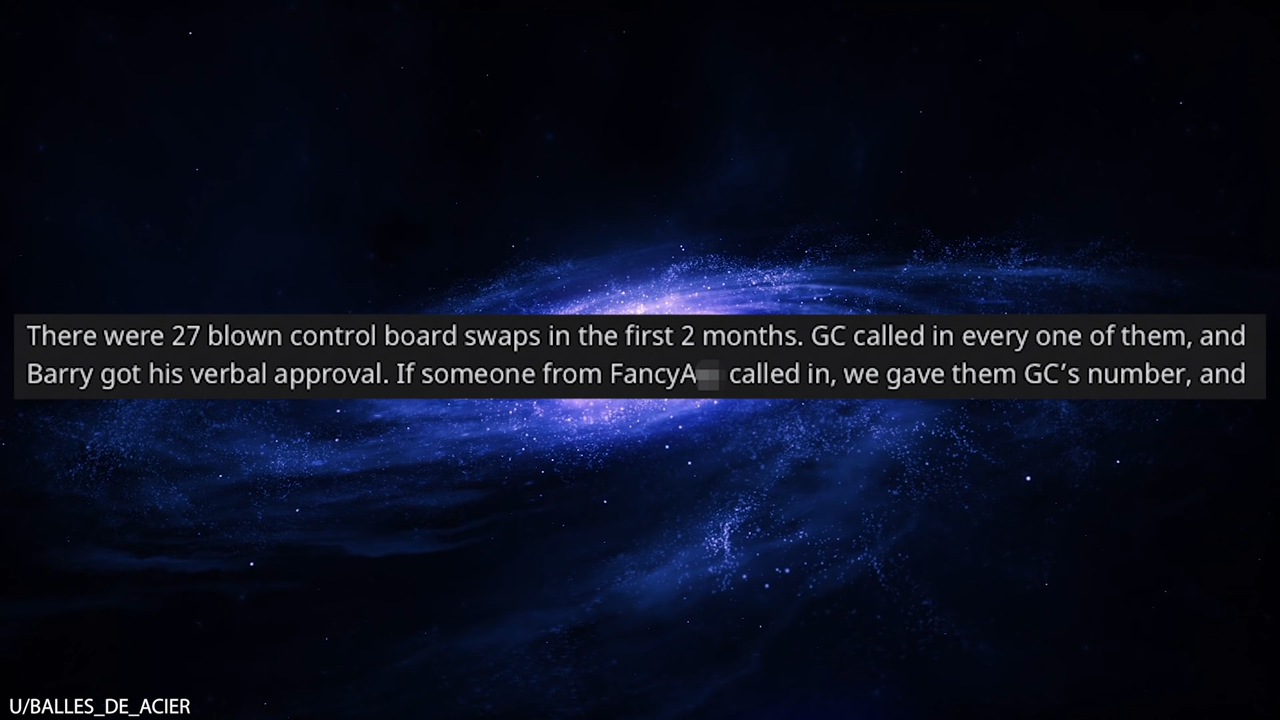 There were 27 blown control board swaps in the first 2 months. GC called in every one of them, and
Barry got his verbal approval. If someone from FancyA called in, we gave them GC’s number, and
U/BALLES_DE_ACIER